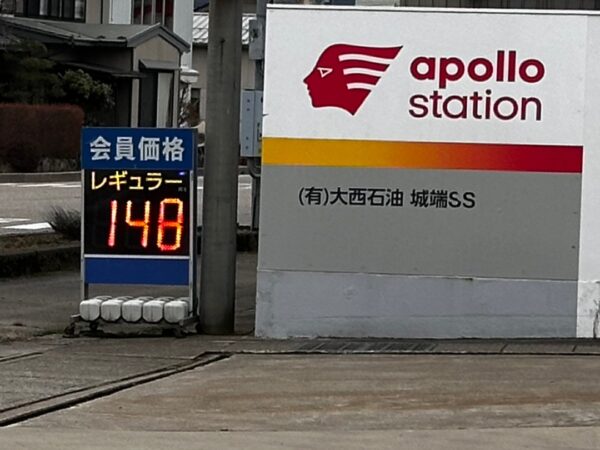 会員価格
レギュラー
148
apollo
station
(有)大西石油 城端SS